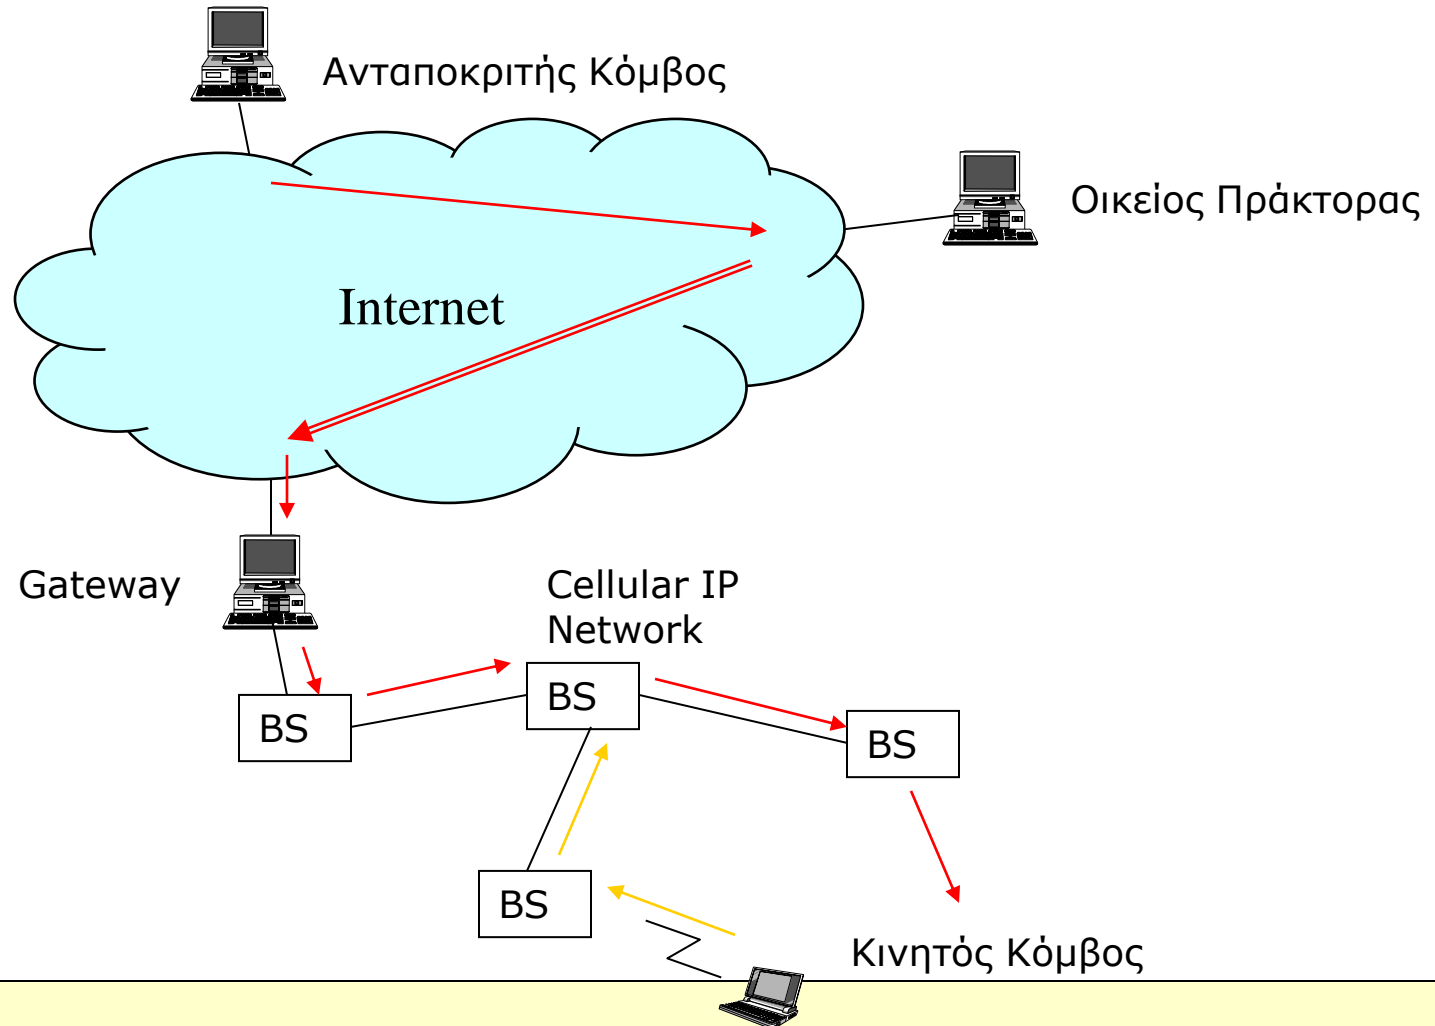 Ανταποκριτής Κόμβος
Οικείος Πράκτορας
Internet
Gateway
Cellular IP
Network
BS
BS
BS
BS
Κινητός Κόμβος